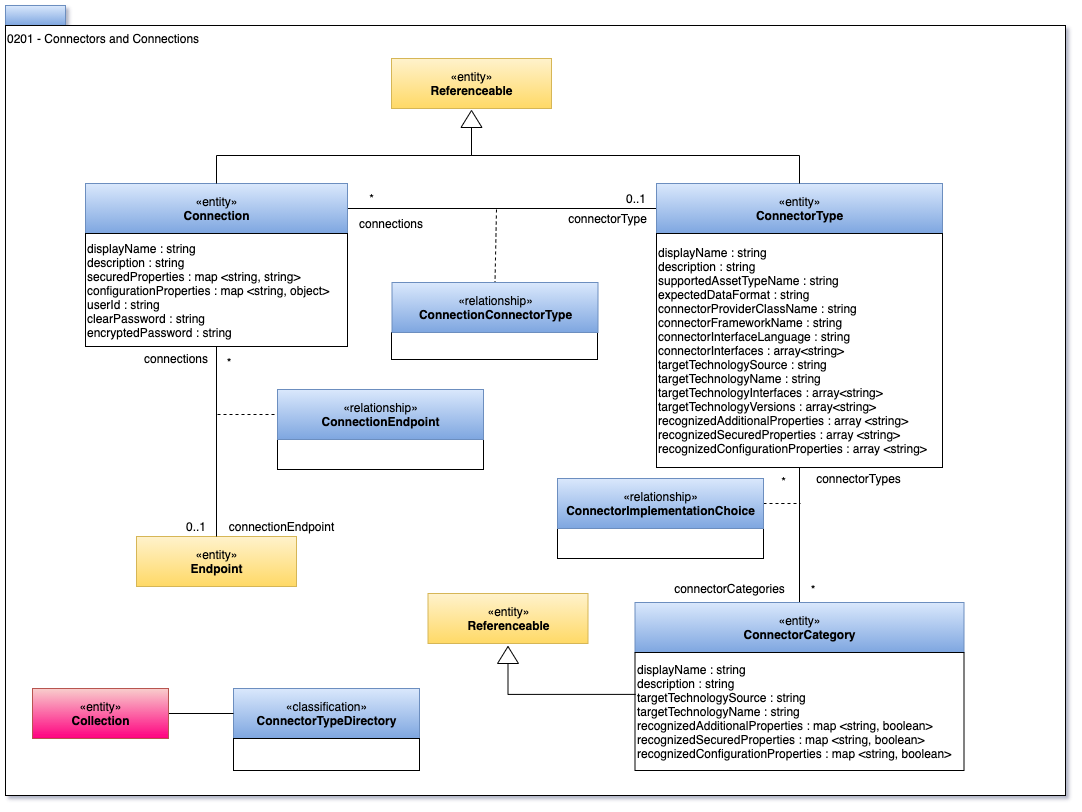 0201 - Connectors and Connections
«entity»
Referenceable
«entity»
Connection
displayName : string
description : string
securedProperties : map <string, string>
configurationProperties : map <string, object>
userId : string
clearPassword : string
encryptedPassword : string
*
connections
0..1
connectorType
«entity»
ConnectorType
displayName : string
description : string
supportedAssetTypeName : string
expectedDataFormat : string
connectorProviderClassName : string
connectorFrameworkName : string
connectorInterfaceLanguage : string
connectorInterfaces : array<string>
targetTechnologySource : string
targetTechnologyName : string
targetTechnologyInterfaces : array<string>
targetTechnologyVersions : array<string>
recognizedAdditionalProperties : array <string>
recognizedSecuredProperties : array <string>
recognizedConfigurationProperties : array <string>
«relationship»
ConnectionConnectorType
connections *
«relationship»
ConnectionEndpoint
0..1 connectionEndpoint
«entity»
Endpoint
* connectorTypes
«relationship»
ConnectorImplementationChoice
connectorCategories *
«entity»
Referenceable
«entity»
ConnectorCategory
displayName : string
description : string
targetTechnologySource : string
targetTechnologyName : string
recognizedAdditionalProperties : map <string, boolean>
recognizedSecuredProperties : map <string, boolean>
recognizedConfigurationProperties : map <string, boolean>
«entity»
Collection
«classification»
ConnectorTypeDirectory